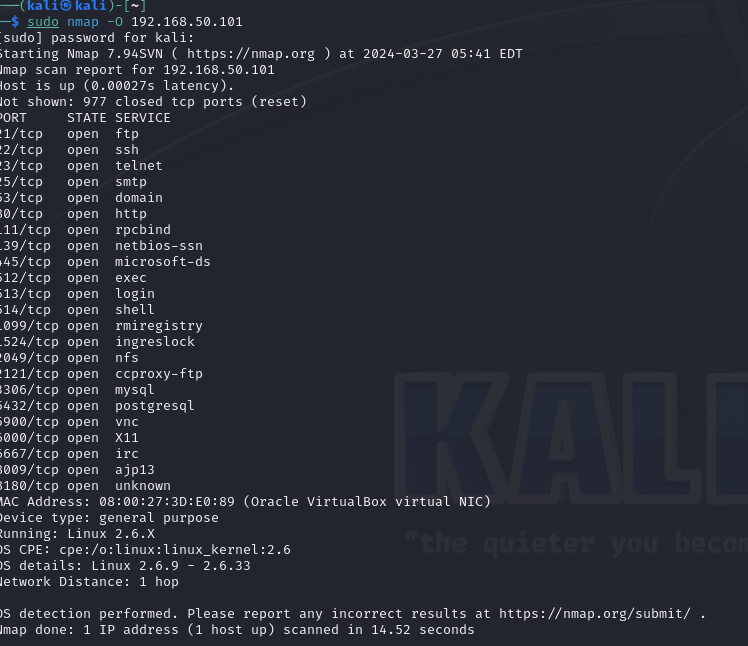 ──(kali㉿kali)-[~]
─$ sudo nmap -O 192.168.50.101
[sudo] password for kali:
Starting Nmap 7.94SVN ( https://nmap.org ) at 2024-03-27 05:41 EDT
Nmap scan report for 192.168.50.101
Host is up (0.00027s latency).
Not shown: 977 closed tcp ports (reset)
PORT     STATE SERVICE
21/tcp   open  ftp
22/tcp   open  ssh
23/tcp   open  telnet
25/tcp   open  smtp
53/tcp   open  domain
80/tcp   open  http
111/tcp  open  rpcbind
139/tcp  open  netbios-ssn
445/tcp  open  microsoft-ds
512/tcp  open  exec
513/tcp  open  login
514/tcp  open  shell
1099/tcp open  rmiregistry
1524/tcp open  ingreslock
2049/tcp open  nfs
2121/tcp open  ccproxy-ftp
3306/tcp open  mysql
5432/tcp open  postgresql
5900/tcp open  vnc
6000/tcp open  X11
6667/tcp open  irc
8009/tcp open  ajp13
8180/tcp open  unknown
MAC Address: 08:00:27:3D:E0:89 (Oracle VirtualBox virtual NIC)
Device type: general purpose
Running: Linux 2.6.X
OS CPE: cpe:/o:linux:linux_kernel:2.6
OS details: Linux 2.6.9 - 2.6.33
Network Distance: 1 hop
OS detection performed. Please report any incorrect results at https://nmap.org/submit/ .
Nmap done: 1 IP address (1 host up) scanned in 14.52 seconds
KALI
"the quieter you becom